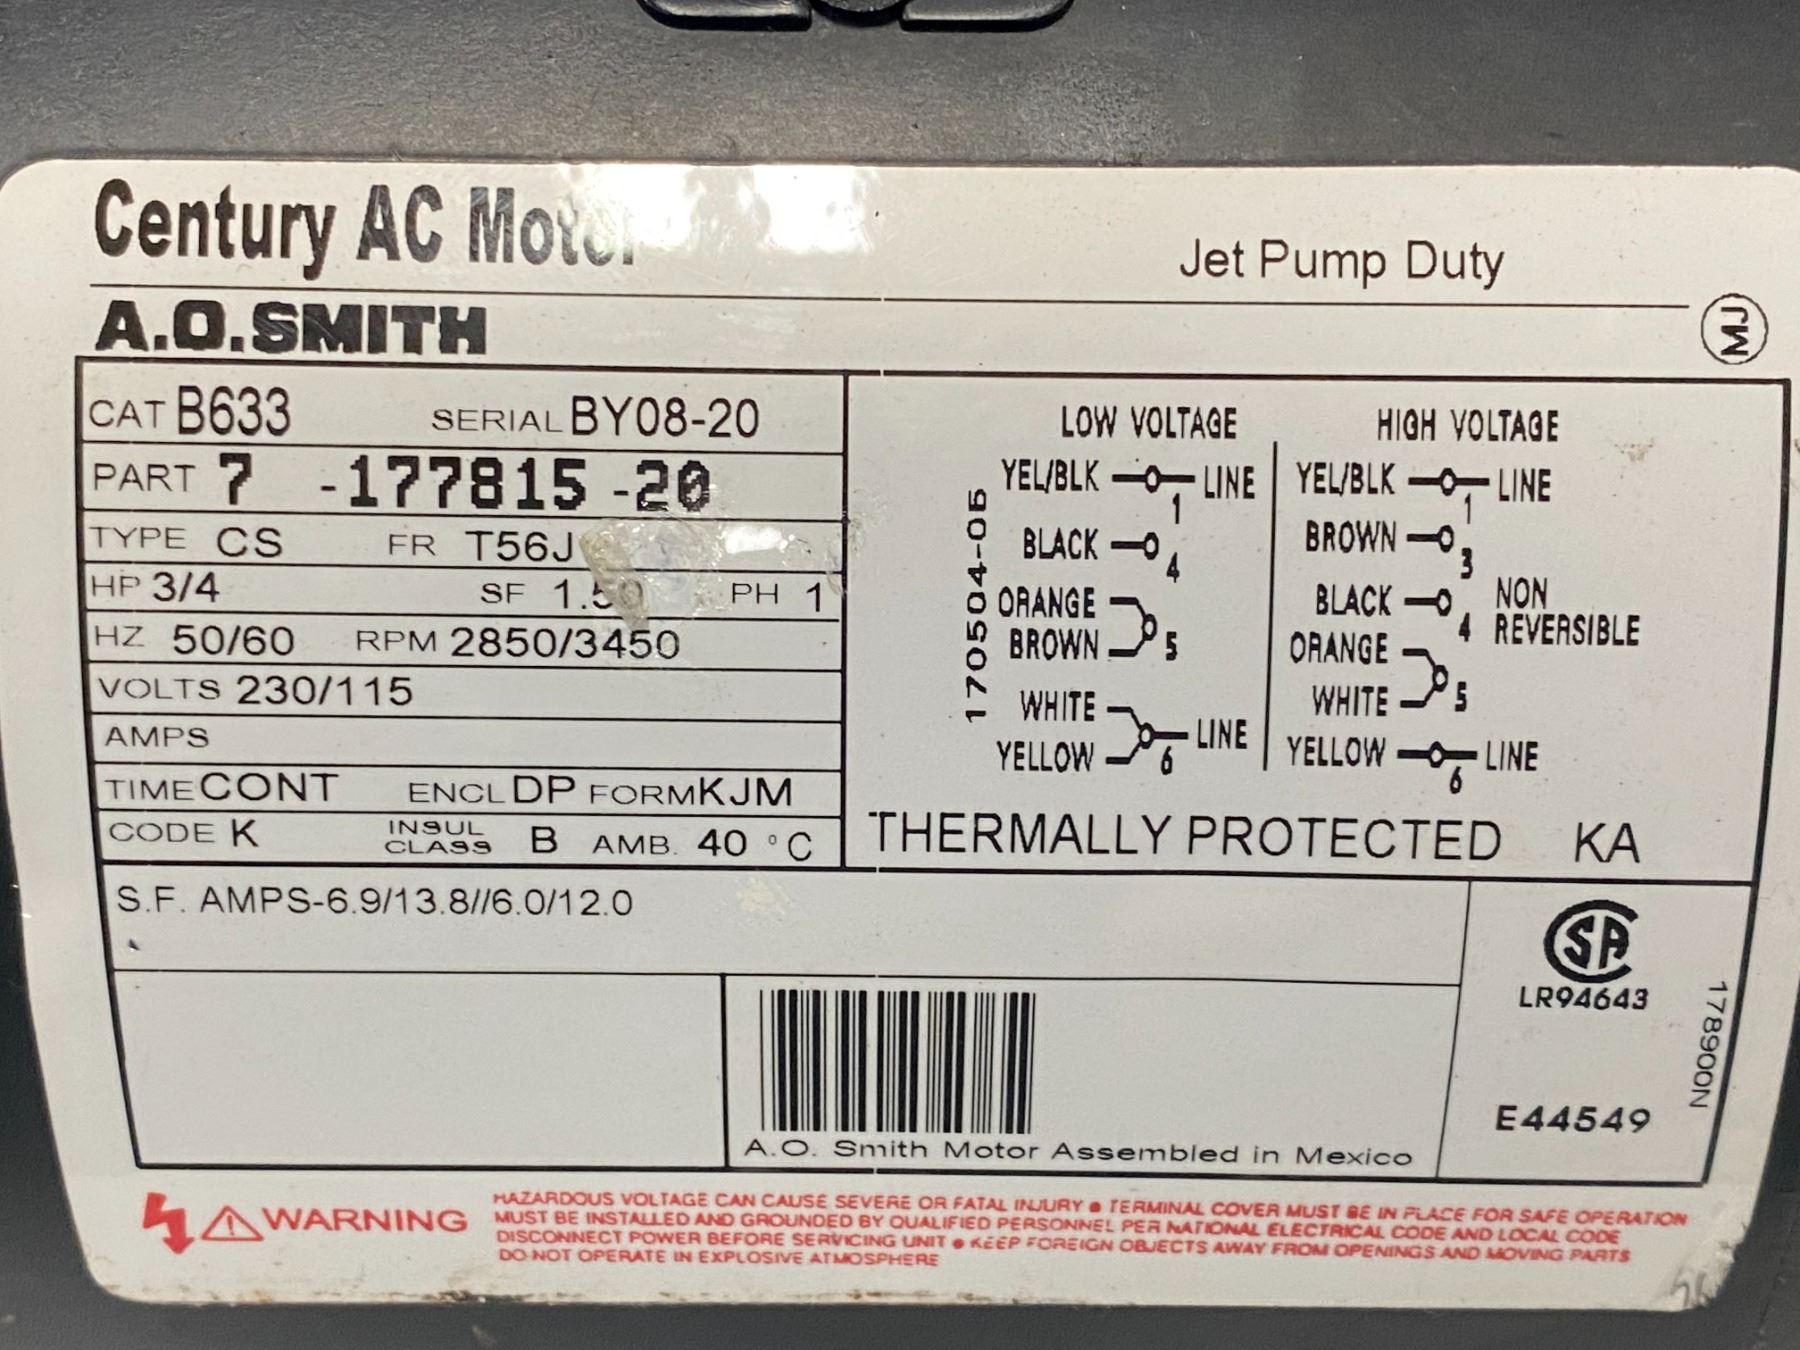 Century AC Motor
Jet Pump Duty
A.O.SMITH
MJ
CAT B633 SERIAL BY08-20
PART 7 -177815 -20
TYPE CS FR T56J
HP 3/4 SF 1.50 PH 1
HZ 50/60 RPM 2850/3450
VOLTS 230/115
AMPS
TIME CONT ENCL DP FORM KJM
CODE K INSUL CLASS B AMB. 40 °C
170504-06
LOW VOLTAGE
YEL/BLK 1 LINE
BLACK 4
ORANGE
BROWN 5
WHITE
YELLOW 6 LINE
HIGH VOLTAGE
YEL/BLK 1 LINE
BROWN 3
BLACK 4
NON
REVERSIBLE
ORANGE
WHITE 5
YELLOW 6 LINE
THERMALLY PROTECTED KA
S.F. AMPS-6.9/13.8//6.0/12.0
SA
LR94643
178900N
E44549
A.O. Smith Motor Assembled in Mexico
WARNING
HAZARDOUS VOLTAGE CAN CAUSE SEVERE OR FATAL INJURY ● TERMINAL COVER MUST BE IN PLACE FOR SAFE OPERATION
MUST BE INSTALLED AND GROUNDED BY QUALIFIED PERSONNEL PER NATIONAL ELECTRICAL CODE AND LOCAL CODE
DISCONNECT POWER BEFORE SERVICING UNIT ● KEEP FOREIGN OBJECTS AWAY FROM OPENINGS AND MOVING PARTS
DO NOT OPERATE IN EXPLOSIVE ATMOSPHERE